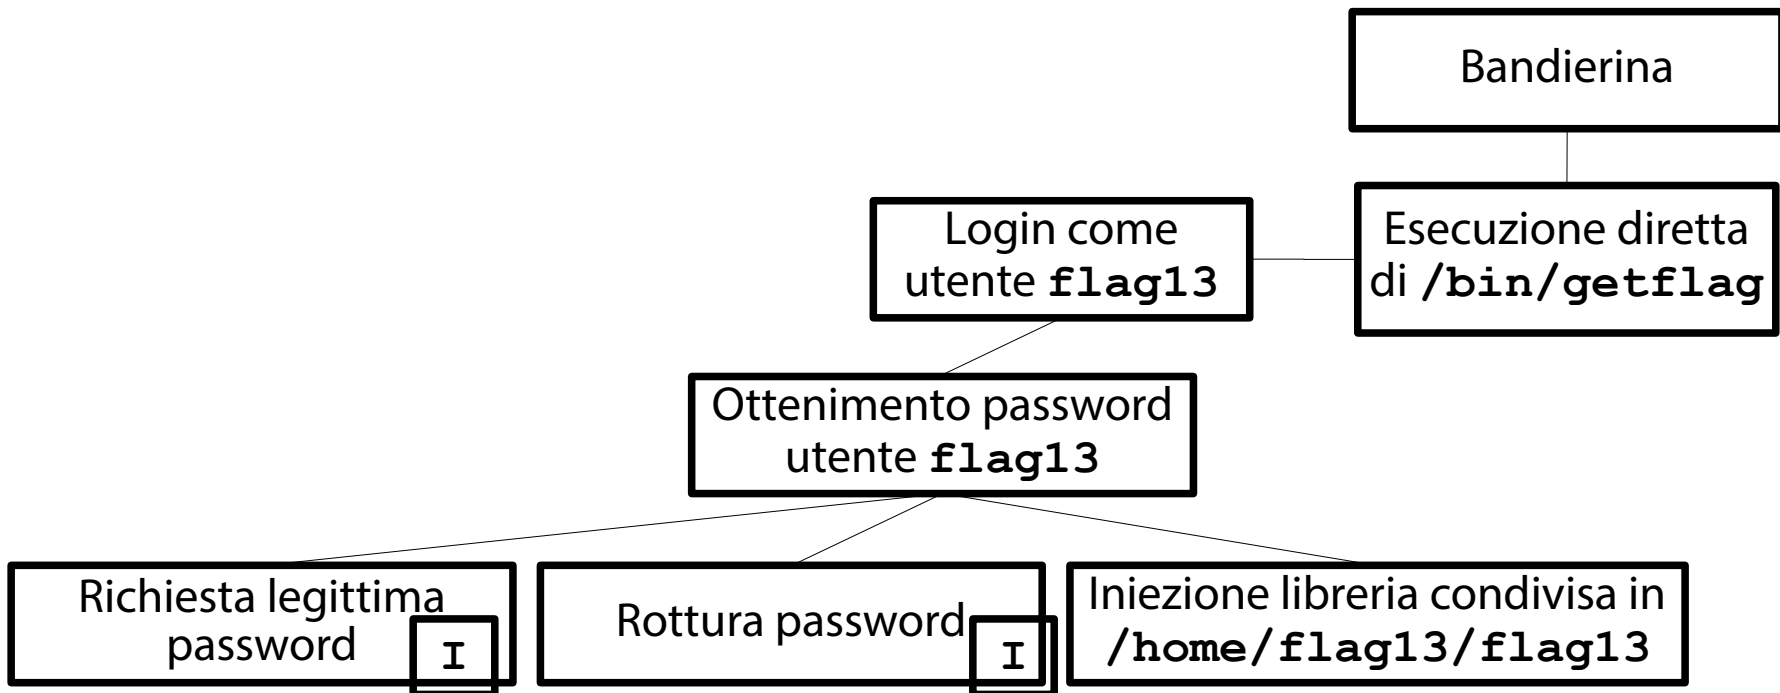 Bandierina
Login come
utente flag13
Esecuzione diretta
di /bin/getflag
Ottenimento password
utente flag13
Richiesta legittima
password
I
Rottura password
I
Iniezione libreria condivisa in
/home/flag13/flag13